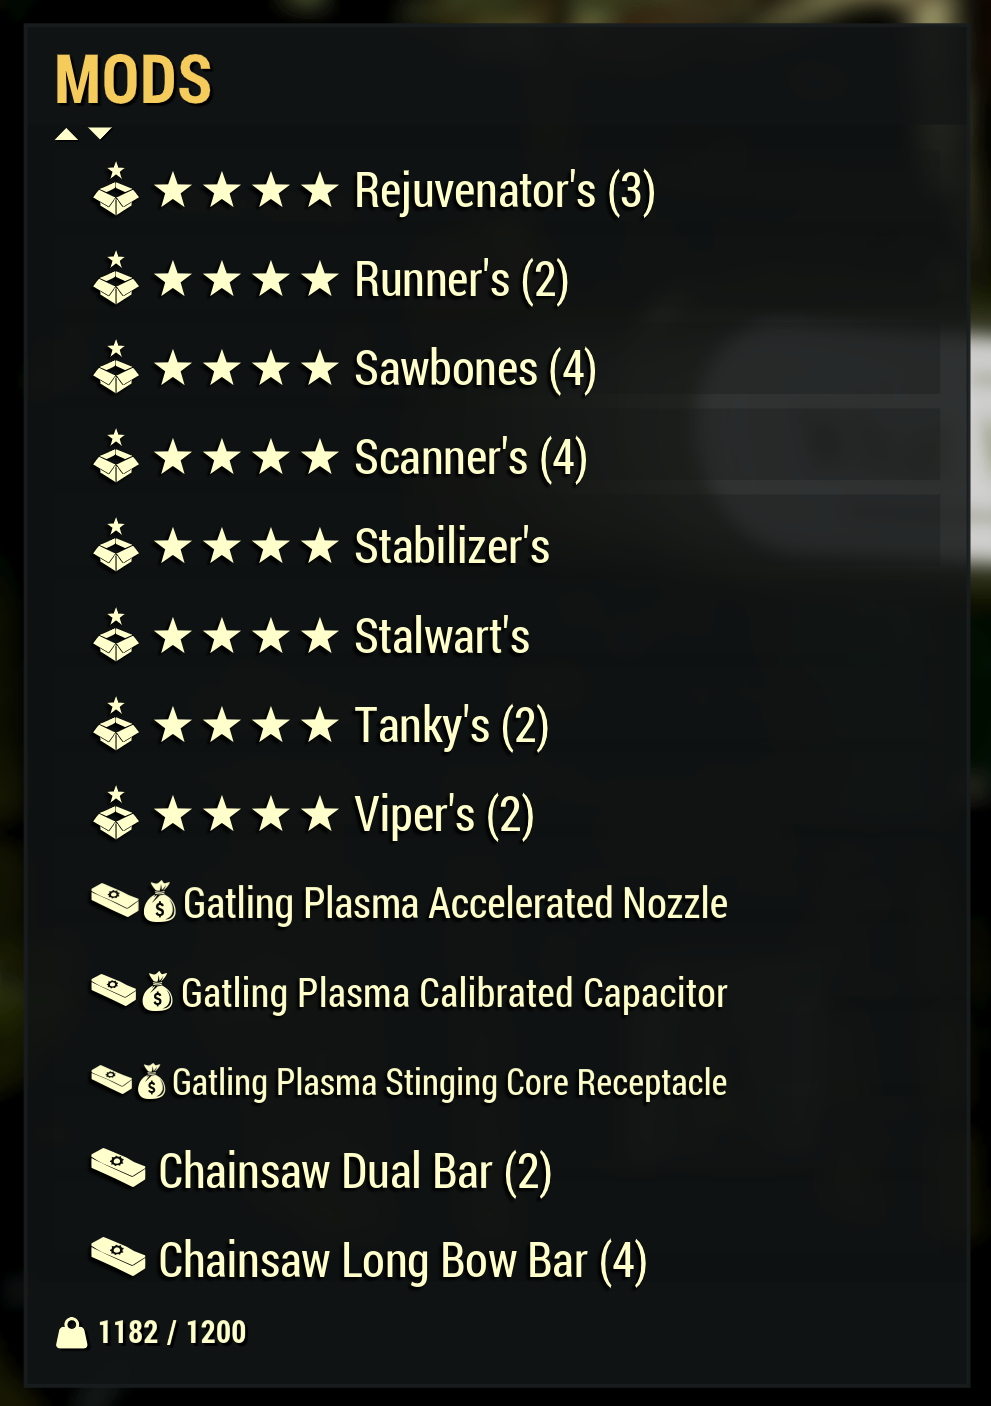 MODS
★ ★ ★ ★ Rejuvenator's (3)
★ ★ ★ ★ Runner's (2)
★ ★ ★ ★ Sawbones (4)
★ ★ ★ ★ Scanner's (4)
★ ★ ★ ★ Stabilizer's
★ ★ ★ ★ Stalwart's
★ ★ ★ ★ Tanky's (2)
★ ★ ★ ★ Viper's (2)
Gatling Plasma Accelerated Nozzle
Gatling Plasma Calibrated Capacitor
Gatling Plasma Stinging Core Receptacle
Chainsaw Dual Bar (2)
Chainsaw Long Bow Bar (4)
1182 / 1200